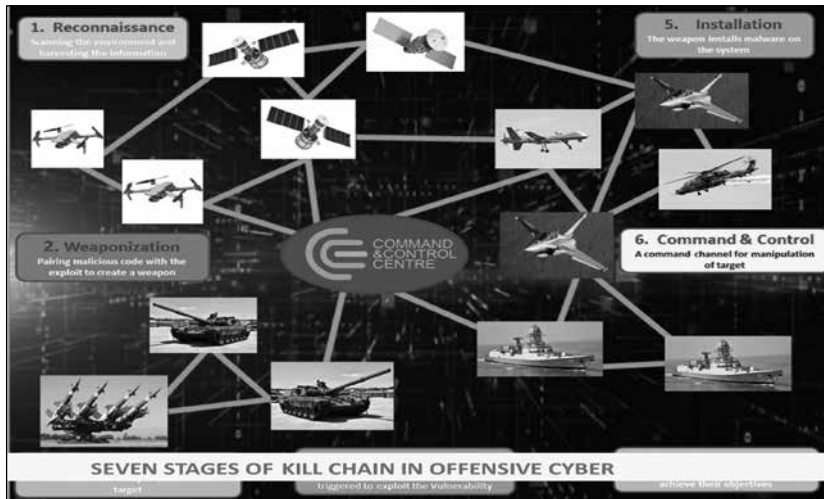 1. Reconnaissance
Scanning the environment and
harvesting the information
5. Installation
The weapon installs malware on
the system
2. Weaponization
Pairing malicious code with the
exploit to create a weapon
COMMAND
&CONTROL
CENTRE
6. Command & Control
A command channel for manipulation
of target
SEVEN STAGES OF KILL CHAIN IN OFFENSIVE CYBER
target
triggered to exploit the Vulnerability
achieve their objectives